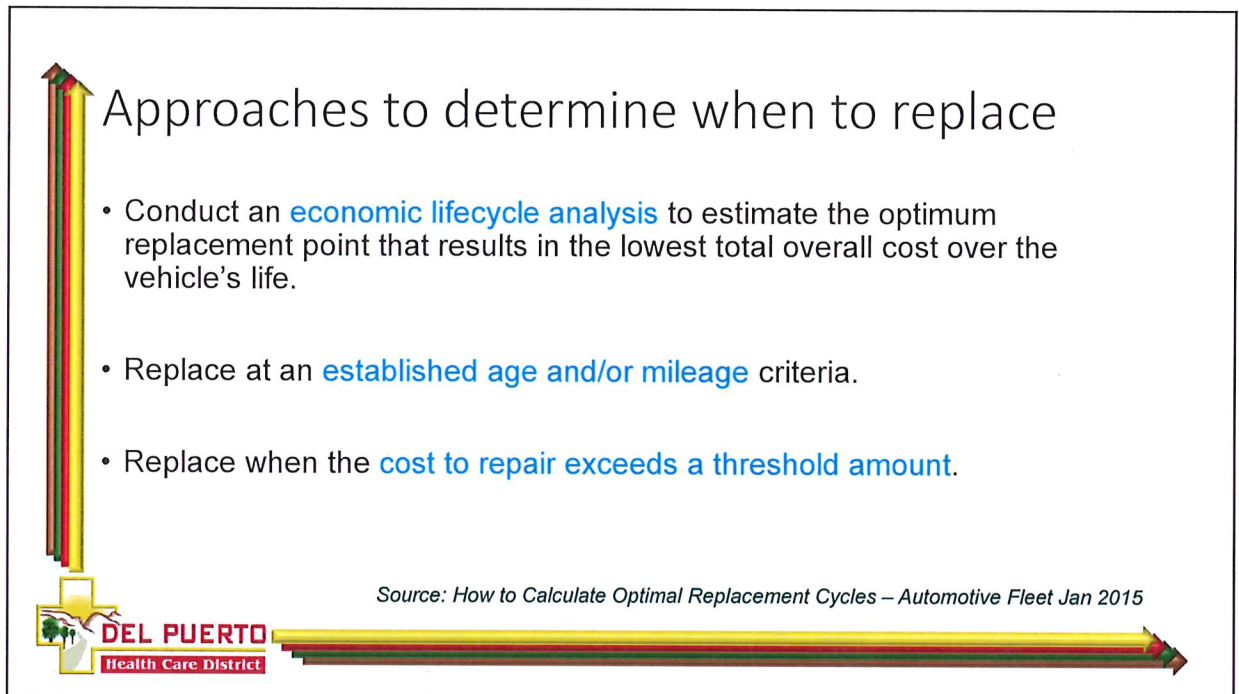 Approaches to determine when to replace
• Conduct an economic lifecycle analysis to estimate the optimum
replacement point that results in the lowest total overall cost over the
vehicle's life.
• Replace at an established age and/or mileage criteria.
• Replace when the cost to repair exceeds a threshold amount.
Source: How to Calculate Optimal Replacement Cycles – Automotive Fleet Jan 2015
DEL PUERTO
Health Care District